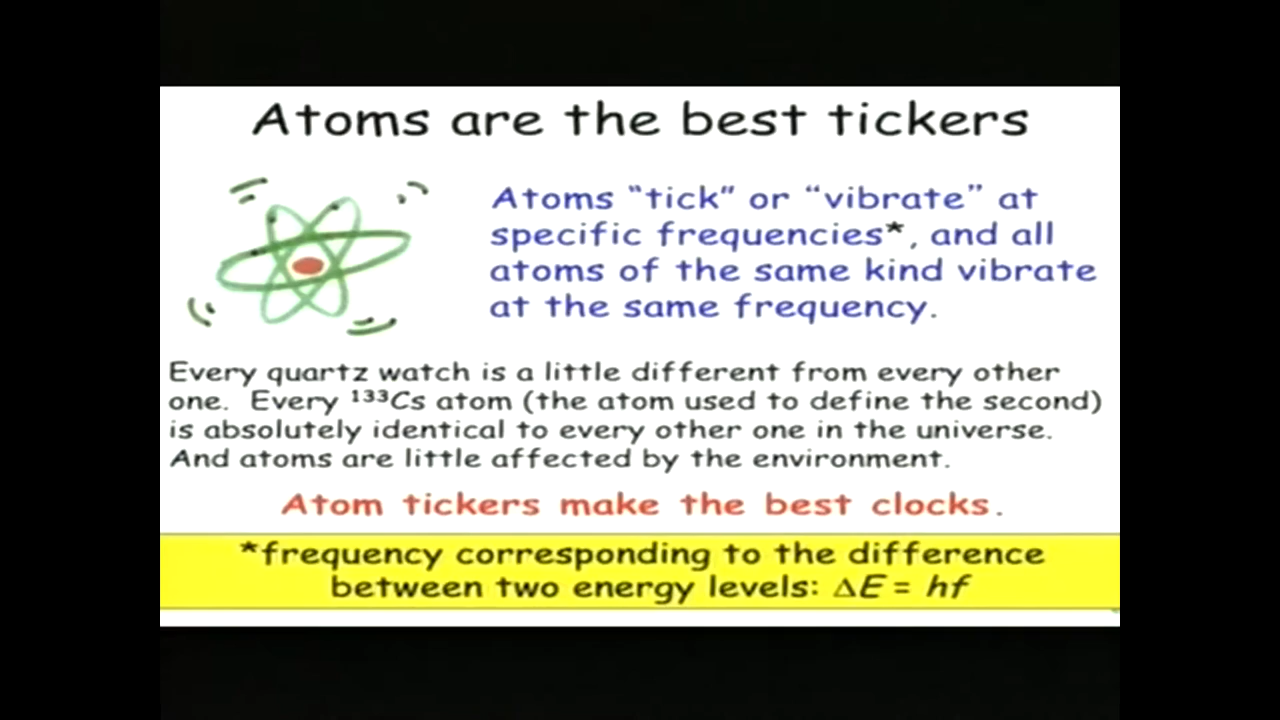 Atoms are the best tickers
Atoms “tick” or “vibrate” at
specific frequencies*, and all
atoms of the same kind vibrate
at the same frequency.
Every quartz watch is a little different from every other
one. Every ¹³³Cs atom (the atom used to define the second)
is absolutely identical to every other one in the universe.
And atoms are little affected by the environment.
Atom tickers make the best clocks.
*frequency corresponding to the difference
between two energy levels: ΔE = hf